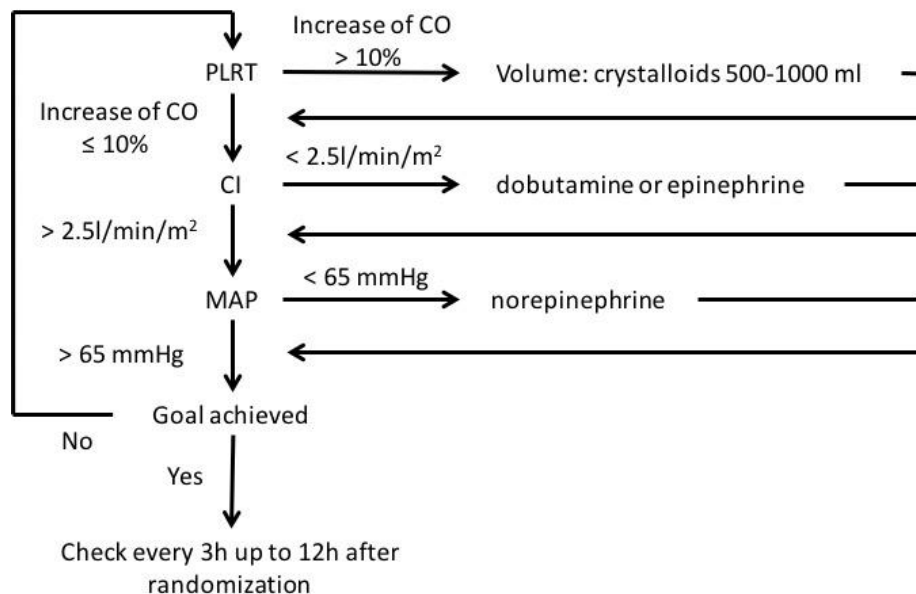 Increase of CO
> 10%
PLRT
Volume: crystalloids 500-1000 ml
Increase of CO
≤ 10%
< 2.5l/min/m²
CI
dobutamine or epinephrine
> 2.5l/min/m²
< 65 mmHg
MAP
norepinephrine
> 65 mmHg
Goal achieved
No
Yes
Check every 3h up to 12h after
randomization